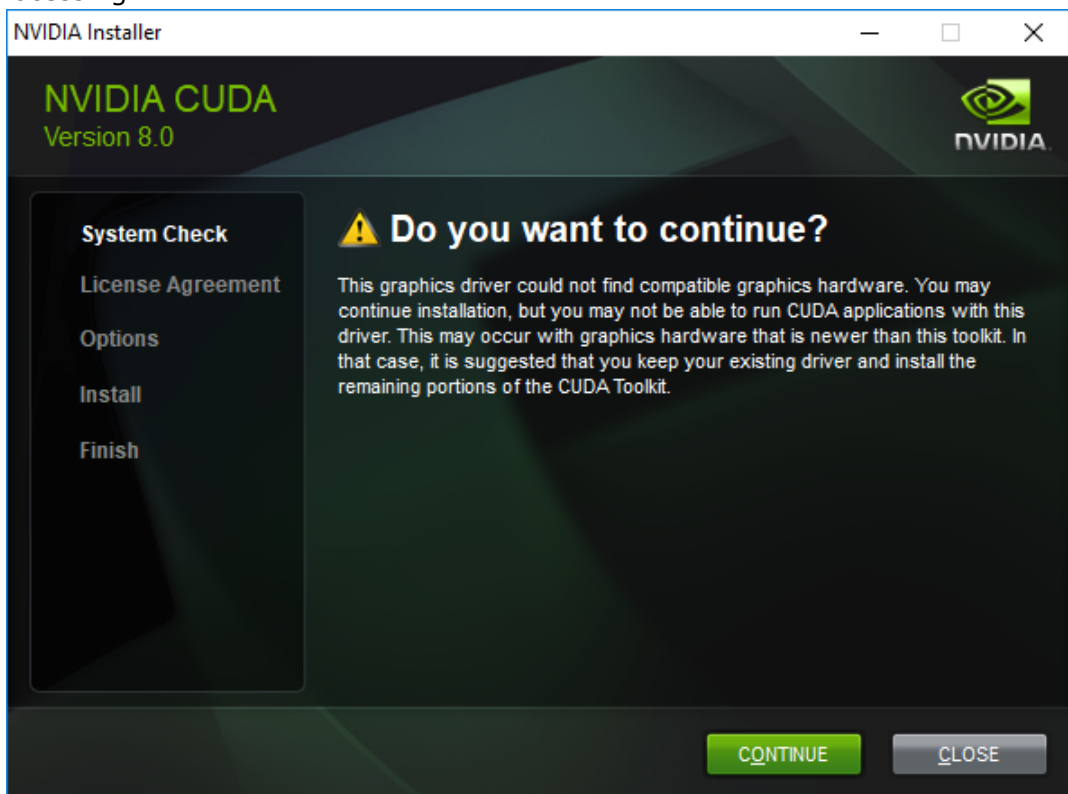 NVIDIA Installer
NVIDIA CUDA
Version 8.0
NVIDIA.
System Check
License Agreement
Options
Install
Finish
Do you want to continue?
This graphics driver could not find compatible graphics hardware. You may
continue installation, but you may not be able to run CUDA applications with this
driver. This may occur with graphics hardware that is newer than this toolkit. In
that case, it is suggested that you keep your existing driver and install the
remaining portions of the CUDA Toolkit.
CONTINUE
CLOSE